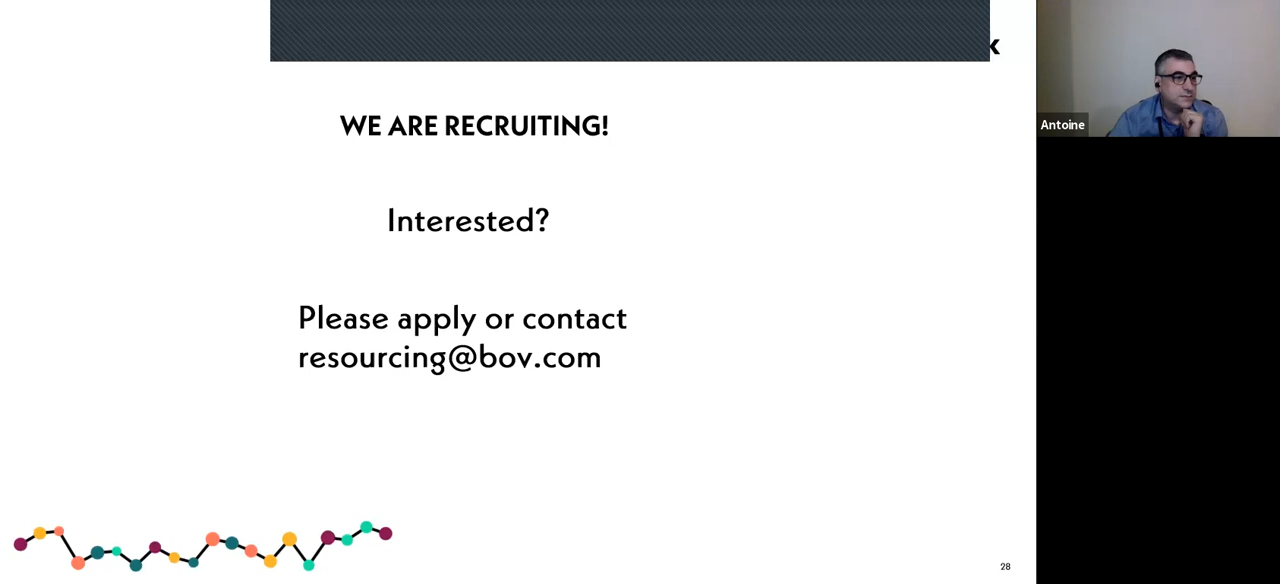 WE ARE RECRUITING!
Interested?
Please apply or contact
resourcing@bov.com
28
Antoine